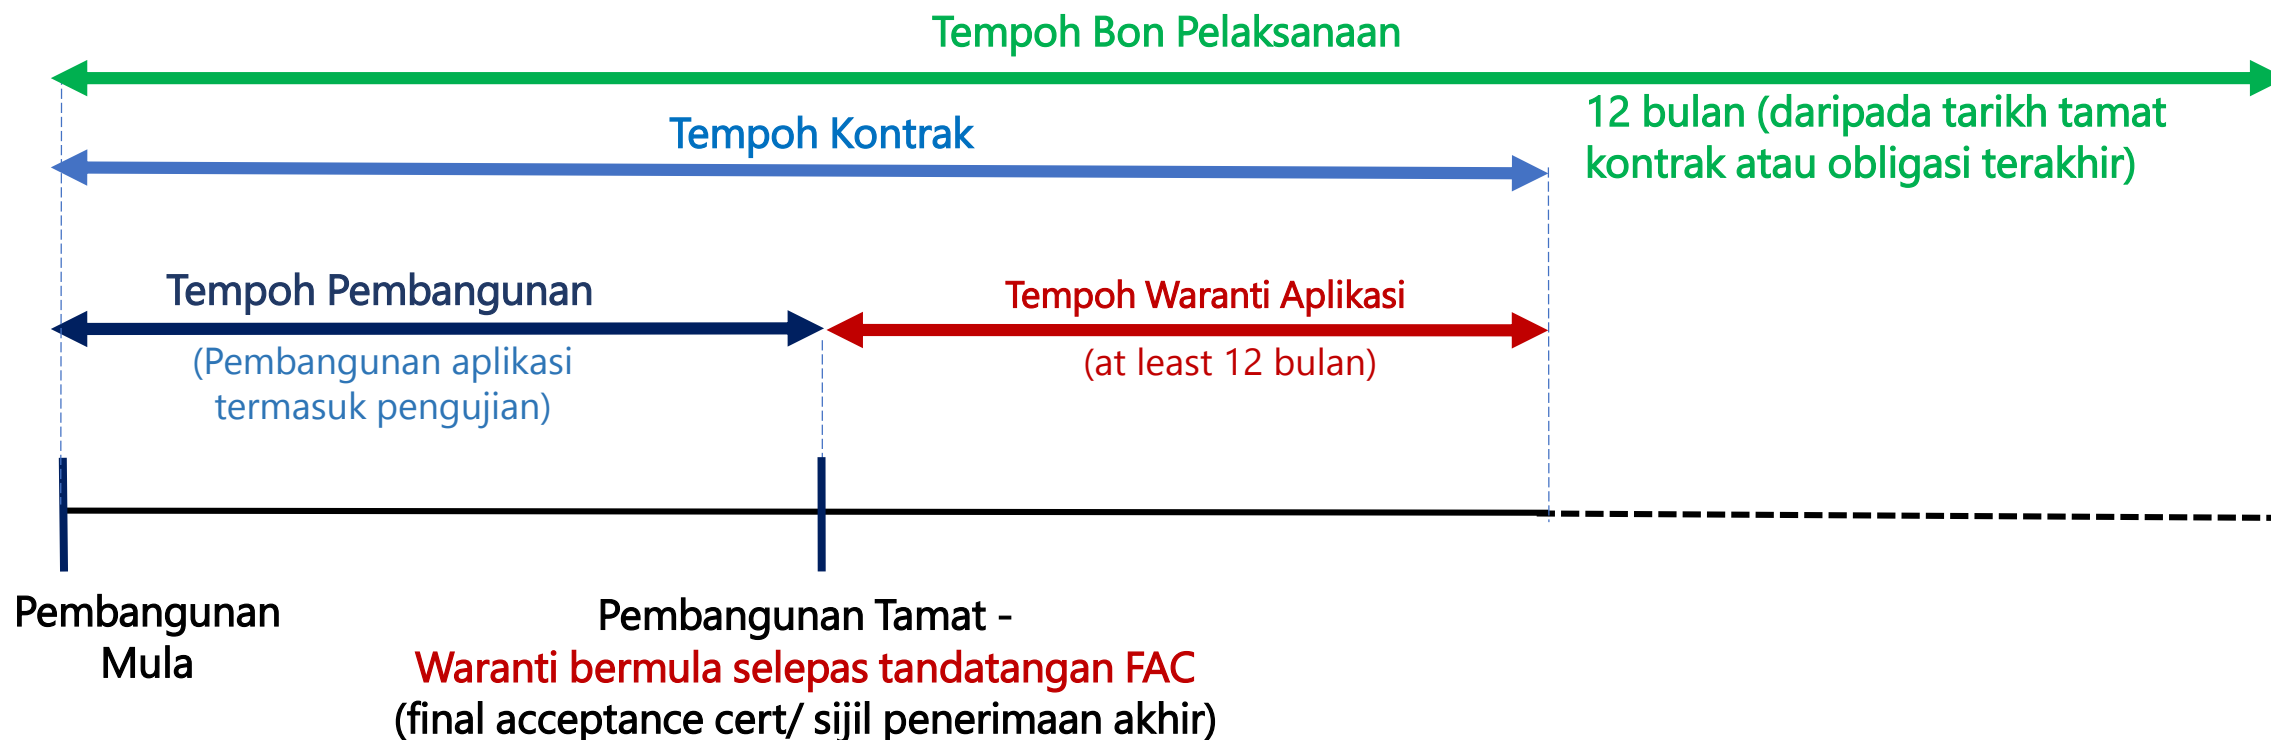 Tempoh Bon Pelaksanaan
12 bulan (daripada tarikh tamat
kontrak atau obligasi terakhir)
Tempoh Kontrak
Tempoh Pembangunan
(Pembangunan aplikasi
termasuk pengujian)
Tempoh Waranti Aplikasi
(at least 12 bulan)
Pembangunan
Mula
Pembangunan Tamat -
Waranti bermula selepas tandatangan FAC
(final acceptance cert/ sijil penerimaan akhir)